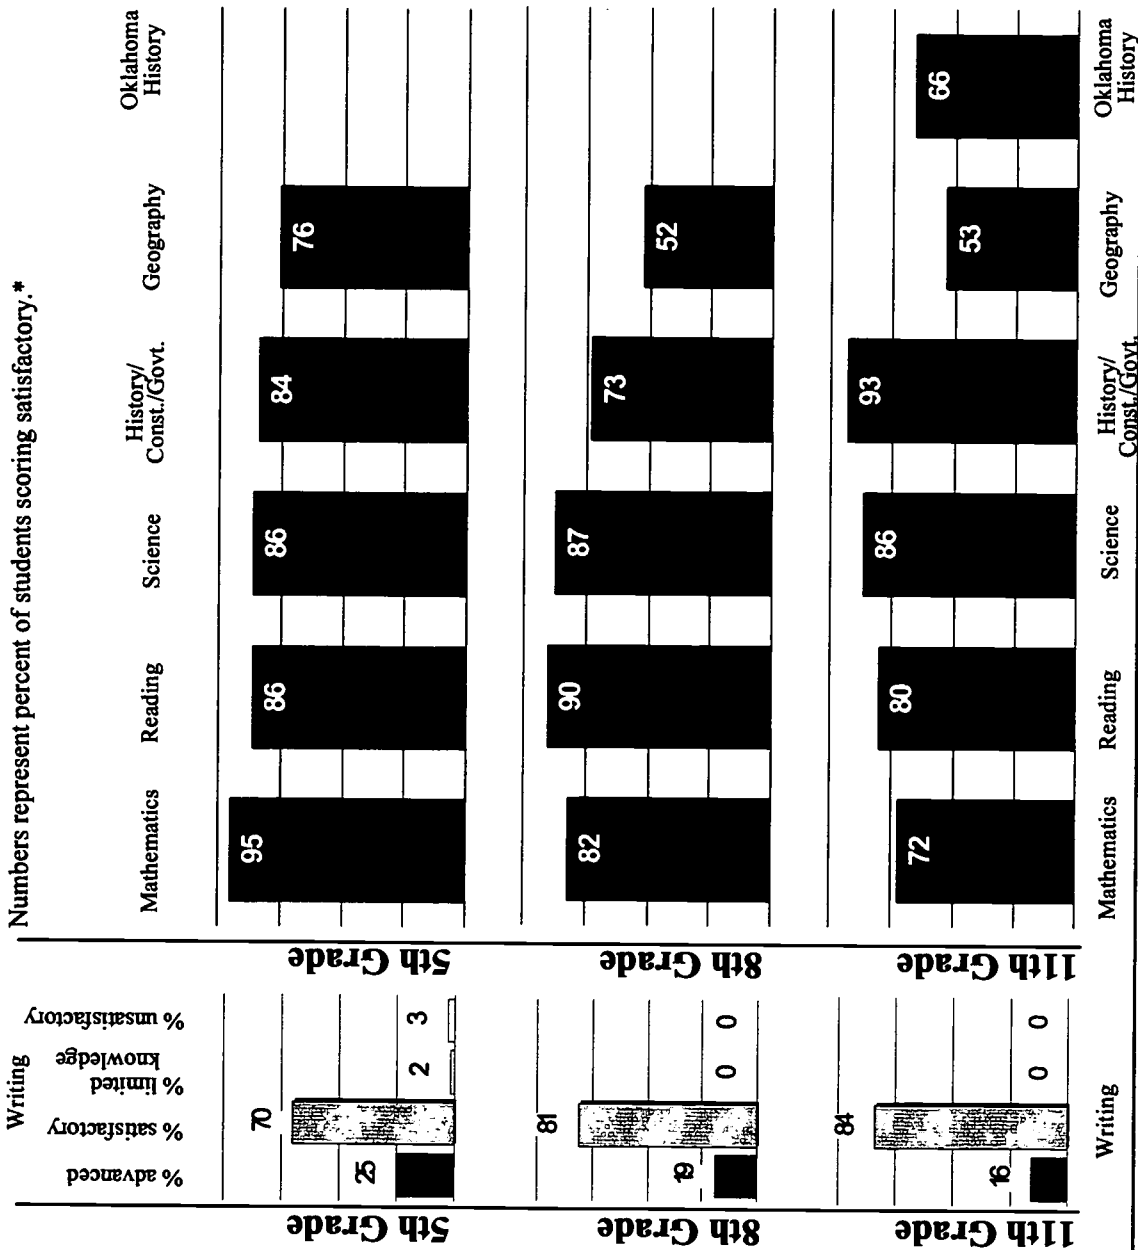 Numbers represent percent of students scoring satisfactory.*
Mathematics
Reading
Science
History/
Const./Govt.
Geography
Oklahoma
History
5th Grade
95
86
86
84
76
8th Grade
82
90
87
73
52
11th Grade
72
80
86
93
53
66
Mathematics
Reading
Science
History/
Const./Govt.
Geography
Oklahoma
History
Writing
% advanced
% satisfactory
% limited
knowledge
% unsatisfactory
5th Grade
25
70
2
3
8th Grade
19
81
0
0
11th Grade
16
84
0
0
Writing